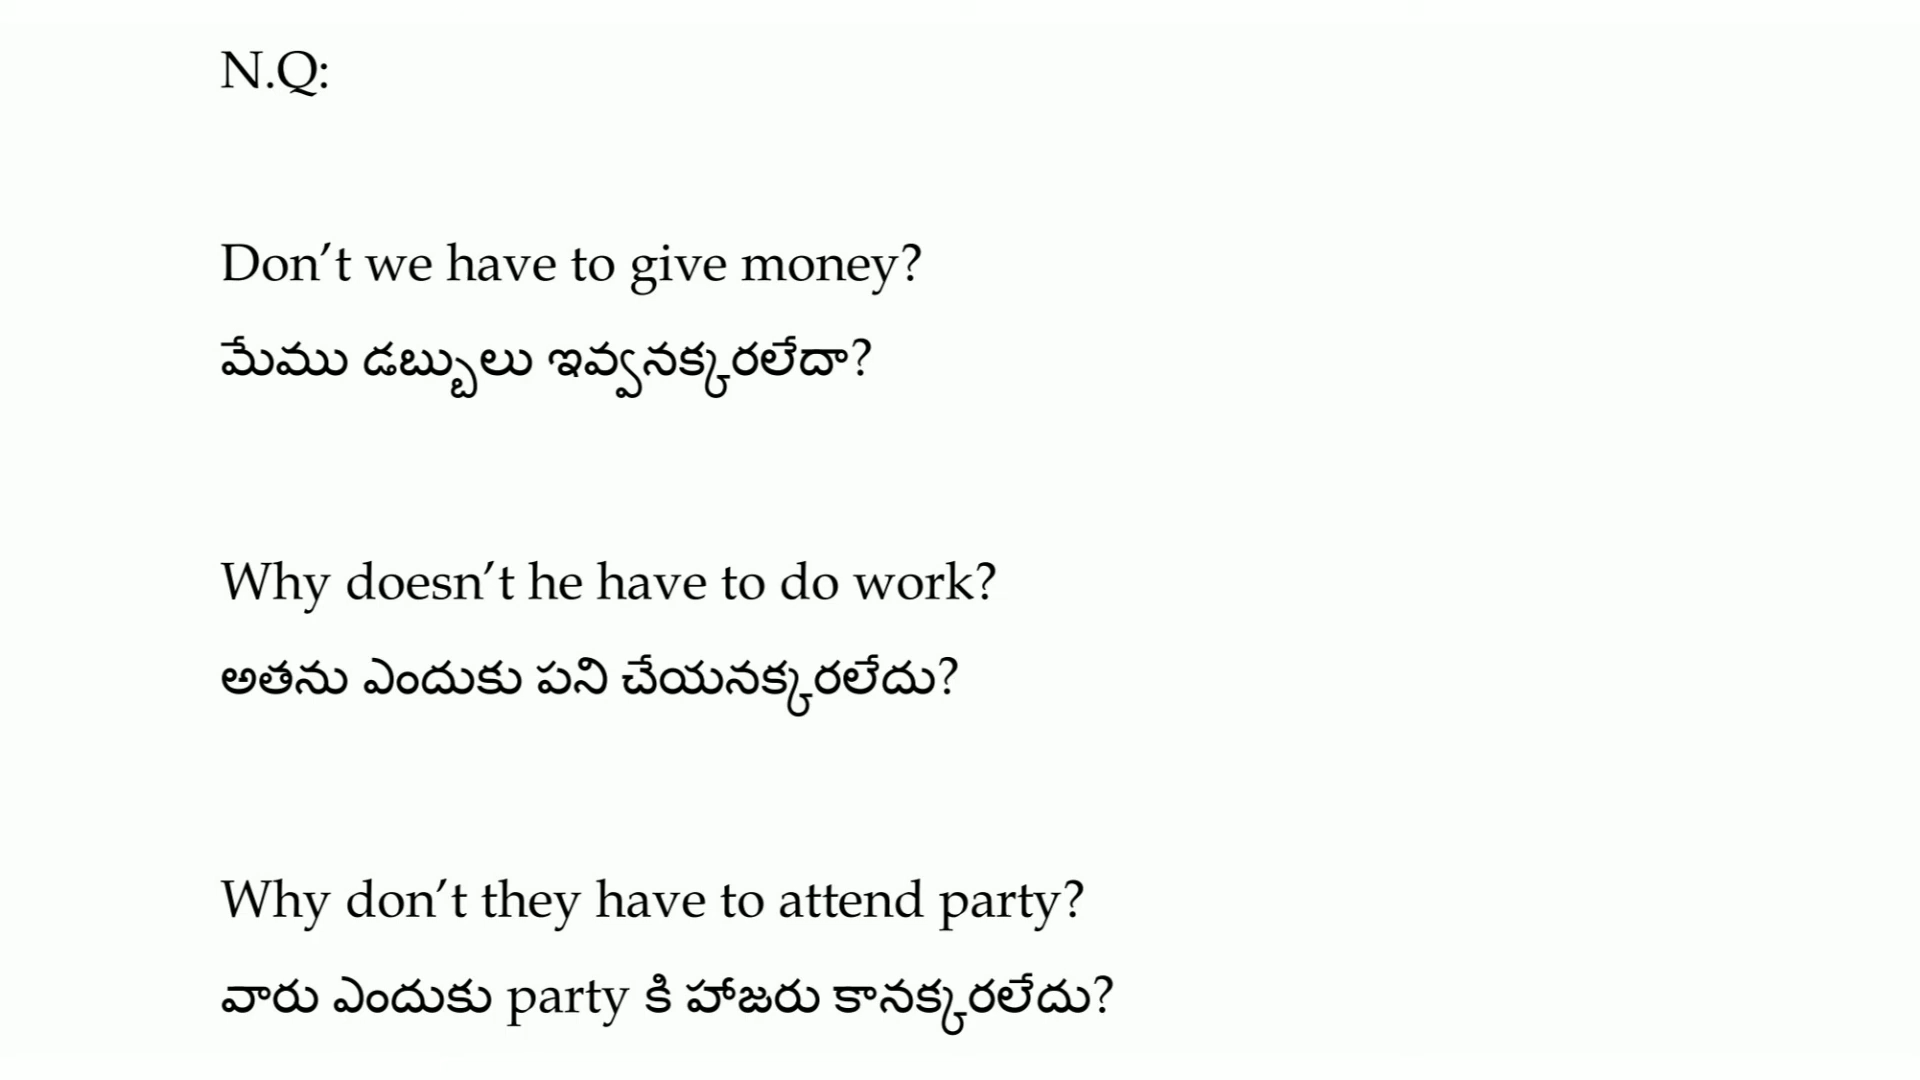 N.Q:
Don’t we have to give money?
మేము డబ్బులు ఇవ్వనక్కరలేదా?
Why doesn’t he have to do work?
అతను ఎందుకు పని చేయనక్కరలేదు?
Why don’t they have to attend party?
వారు ఎందుకు party కి హాజరు కానక్కరలేదు?